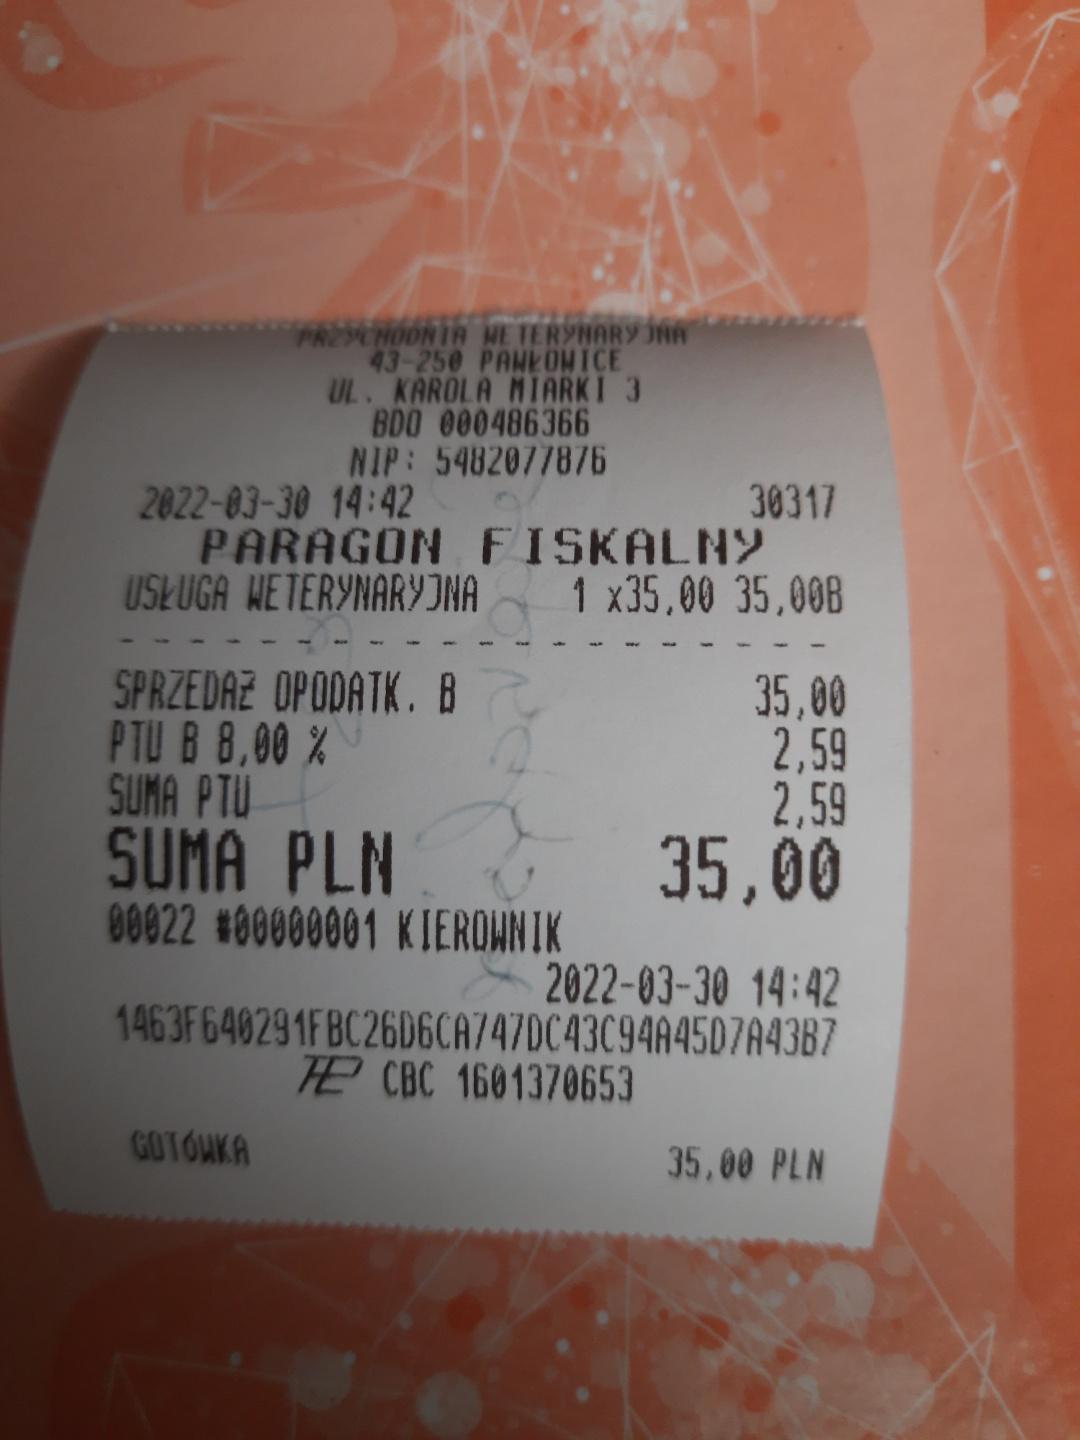 PRZYCHODNIA WETERYNARYJNA
43-250 PAWŁOWICE
UL. KAROLA MIARKI 3
BDO 000486366
NIP: 5482077876
2022-03-30 14:42 30317
PARAGON FISKALNY
USŁUGA WETERYNARYJNA 1 x35,00 35,00B
- - - - - - - - - - - - - - - - - - - -
SPRZEDAŻ OPODATK. B 35,00
PTU B 8,00 % 2,59
SUMA PTU 2,59
SUMA PLN 35,00
00022 #00000001 KIEROWNIK
2022-03-30 14:42
1463F640291FBC26D6CA747DC43C94A45D7A43B7
CBC 1601370653
GOTÓWKA 35,00 PLN